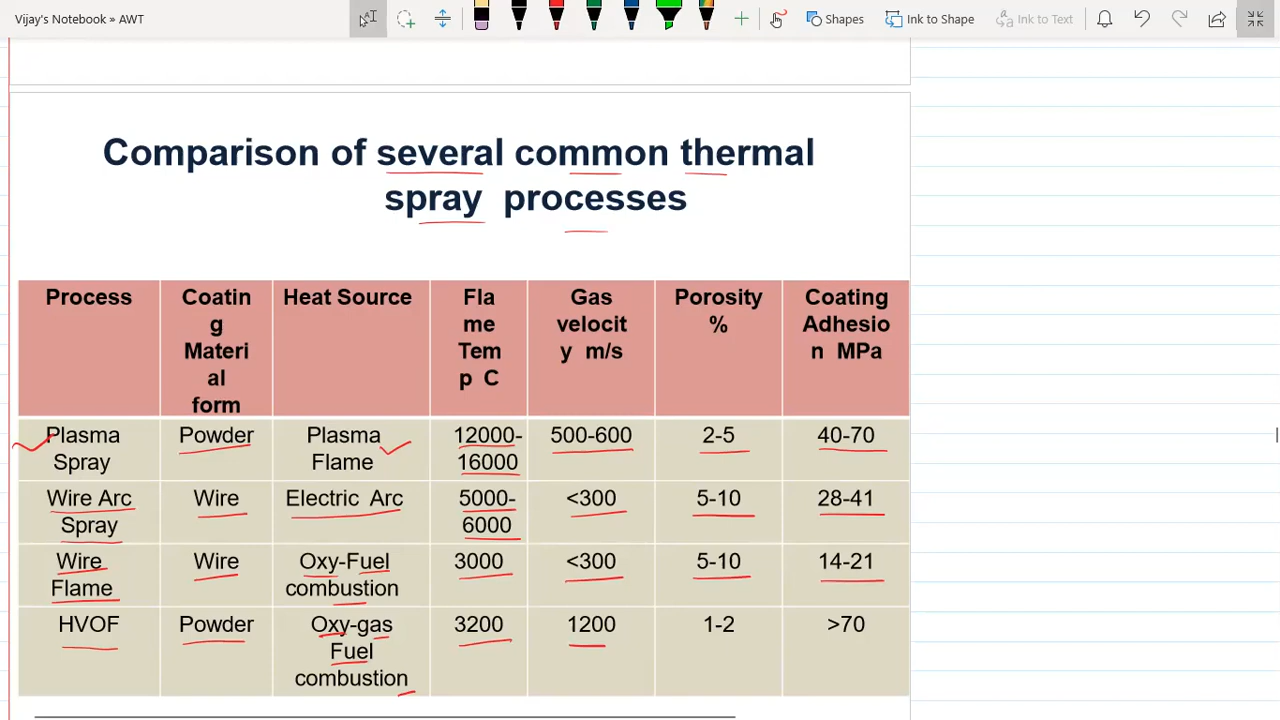 Vijay's Notebook » AWT
Shapes
Ink to Shape
Ink to Text
Comparison of several common thermal
spray processes
Process
Coatin
g
Materi
al
form
Heat Source
Fla
me
Tem
p C
Gas
velocit
y m/s
Porosity
%
Coating
Adhesio
n MPa
Plasma
Spray
Powder
Plasma
Flame
12000-
16000
500-600
2-5
40-70
Wire Arc
Spray
Wire
Electric Arc
5000-
6000
<300
5-10
28-41
Wire
Flame
Wire
Oxy-Fuel
combustion
3000
<300
5-10
14-21
HVOF
Powder
Oxy-gas
Fuel
combustion
3200
1200
1-2
>70